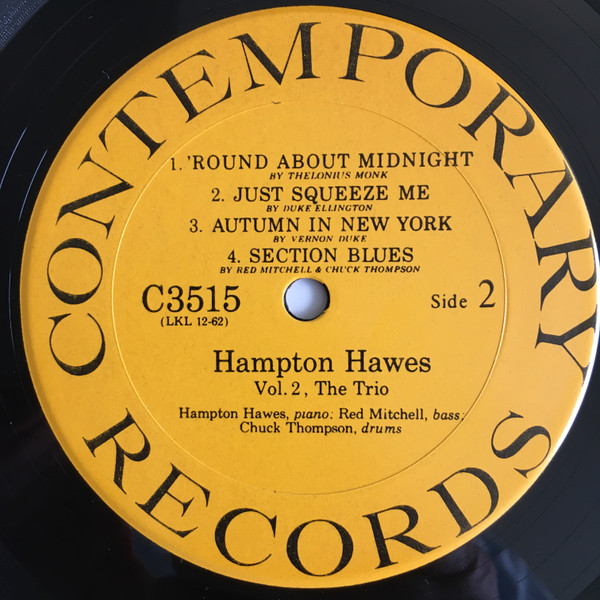 CONTEMPORARY
1. 'ROUND ABOUT MIDNIGHT
BY THELONIUS MONK
2. JUST SQUEEZE ME
BY DUKE ELLINGTON
3. AUTUMN IN NEW YORK
BY VERNON DUKE
4. SECTION BLUES
BY RED MITCHELL & CHUCK THOMPSON
C3515
(LKL 12-62)
Side 2
Hampton Hawes
Vol. 2, The Trio
Hampton Hawes, piano; Red Mitchell, bass;
Chuck Thompson, drums
RECORDS